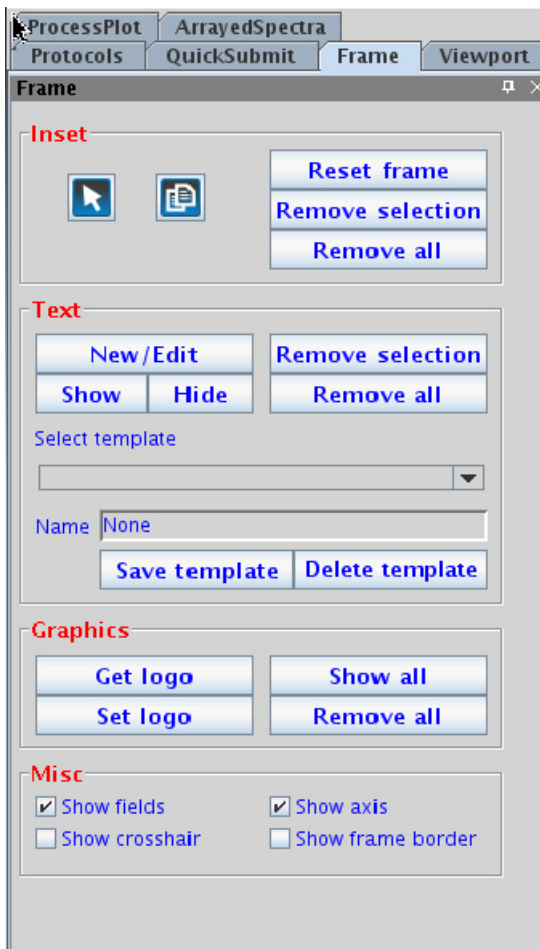 ProcessPlot ArrayedSpectra
Protocols QuickSubmit Frame Viewport
Frame
Inset
Reset frame
Remove selection
Remove all
Text
New/Edit Remove selection
Show Hide Remove all
Select template
Name None
Save template Delete template
Graphics
Get logo Show all
Set logo Remove all
Misc
Show fields Show axis
Show crosshair Show frame border